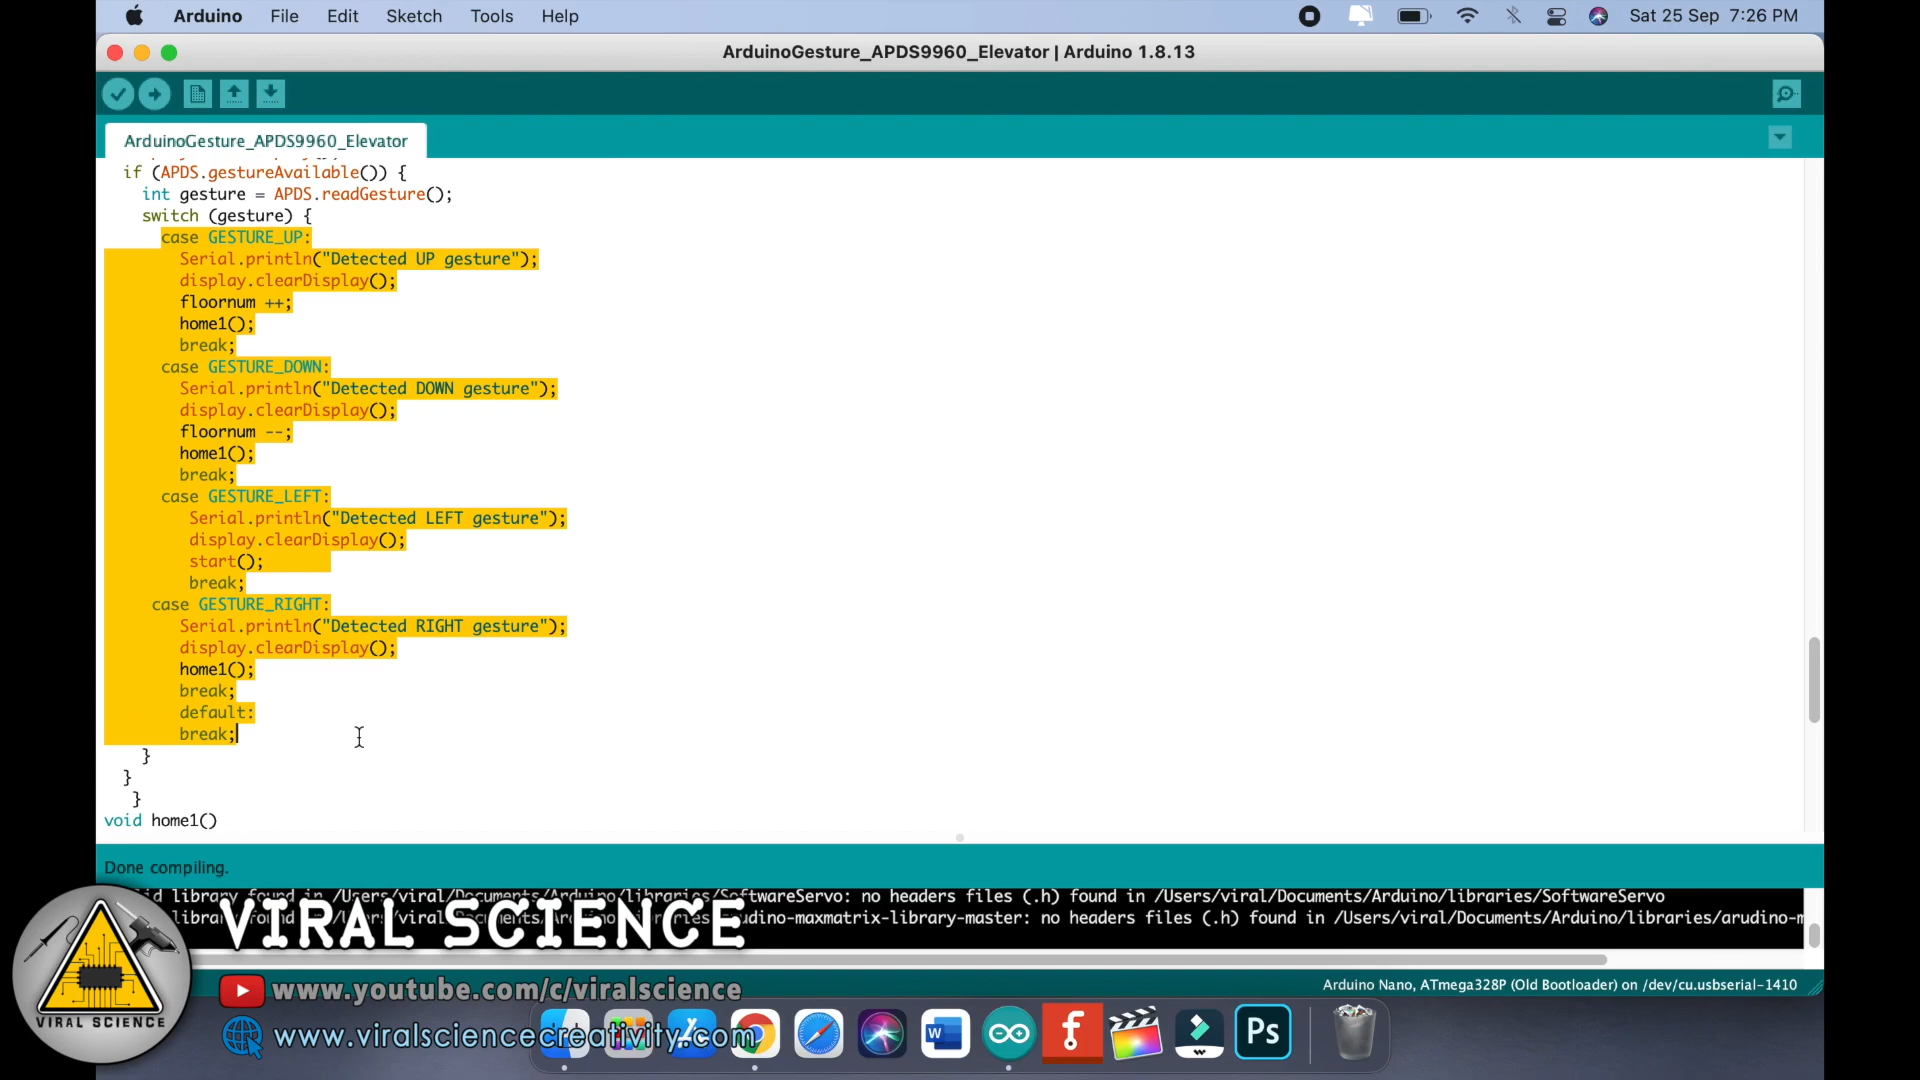 Arduino File Edit Sketch Tools Help Sat 25 Sep 7:26 PM
ArduinoGesture_APDS9960_Elevator | Arduino 1.8.13
ArduinoGesture_APDS9960_Elevator
if (APDS.gestureAvailable()) {
int gesture = APDS.readGesture();
switch (gesture) {
case GESTURE_UP:
Serial.println("Detected UP gesture");
display.clearDisplay();
floornum ++;
home1();
break;
case GESTURE_DOWN:
Serial.println("Detected DOWN gesture");
display.clearDisplay();
floornum --;
home1();
break;
case GESTURE_LEFT:
Serial.println("Detected LEFT gesture");
display.clearDisplay();
start();
break;
case GESTURE_RIGHT:
Serial.println("Detected RIGHT gesture");
display.clearDisplay();
home1();
break;
default:
break;
}
}
}
void home1()
Done compiling.
library found in /Users/viral/Documents/Arduino/libraries/SoftwareServo: no headers files (.h) found in /Users/viral/Documents/Arduino/libraries/SoftwareServo
no headers files (.h) found in /Users/viral/Documents/Arduino/libraries/arudino-m
VIRAL SCIENCE
Arduino Nano, ATmega328P (Old Bootloader) on /dev/cu.usbserial-1410
www.youtube.com/c/viralscience
VIRAL SCIENCE
www.viralsciencecreativity.com
W
f
Ps